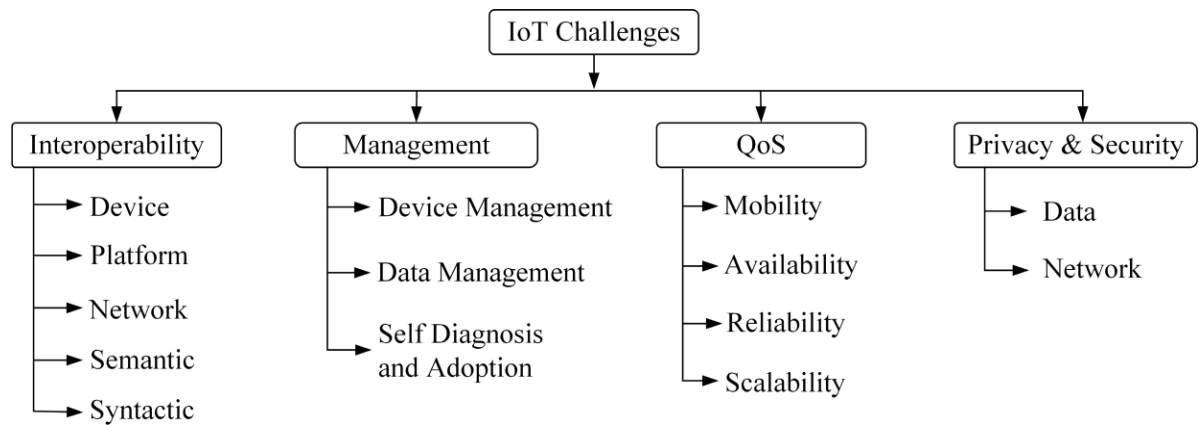 IoT Challenges
Interoperability
Device
Platform
Network
Semantic
Syntactic
Management
Device Management
Data Management
Self Diagnosis
and Adoption
QoS
Mobility
Availability
Reliability
Scalability
Privacy & Security
Data
Network